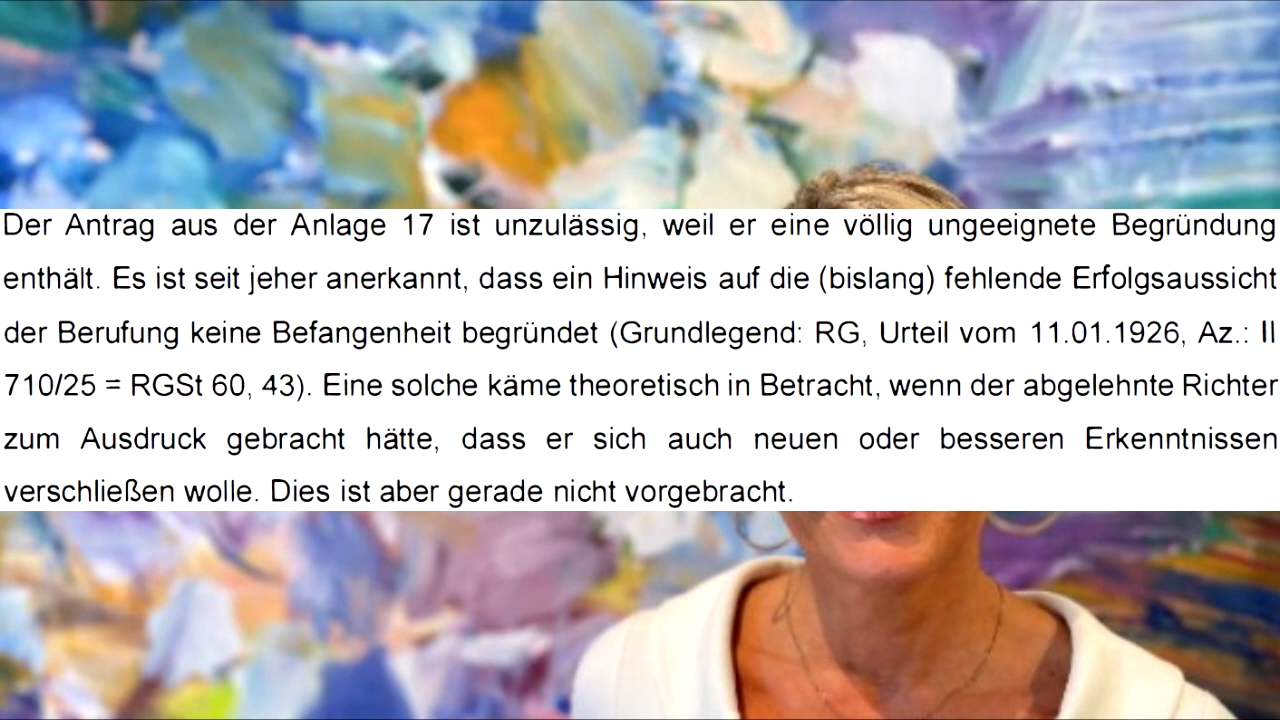 Der Antrag aus der Anlage 17 ist unzulässig, weil er eine völlig ungeeignete Begründung
enthält. Es ist seit jeher anerkannt, dass ein Hinweis auf die (bislang) fehlende Erfolgsaussicht
der Berufung keine Befangenheit begründet (Grundlegend: RG, Urteil vom 11.01.1926, Az.: II
710/25 = RGSt 60, 43). Eine solche käme theoretisch in Betracht, wenn der abgelehnte Richter
zum Ausdruck gebracht hätte, dass er sich auch neuen oder besseren Erkenntnissen
verschließen wolle. Dies ist aber gerade nicht vorgebracht.